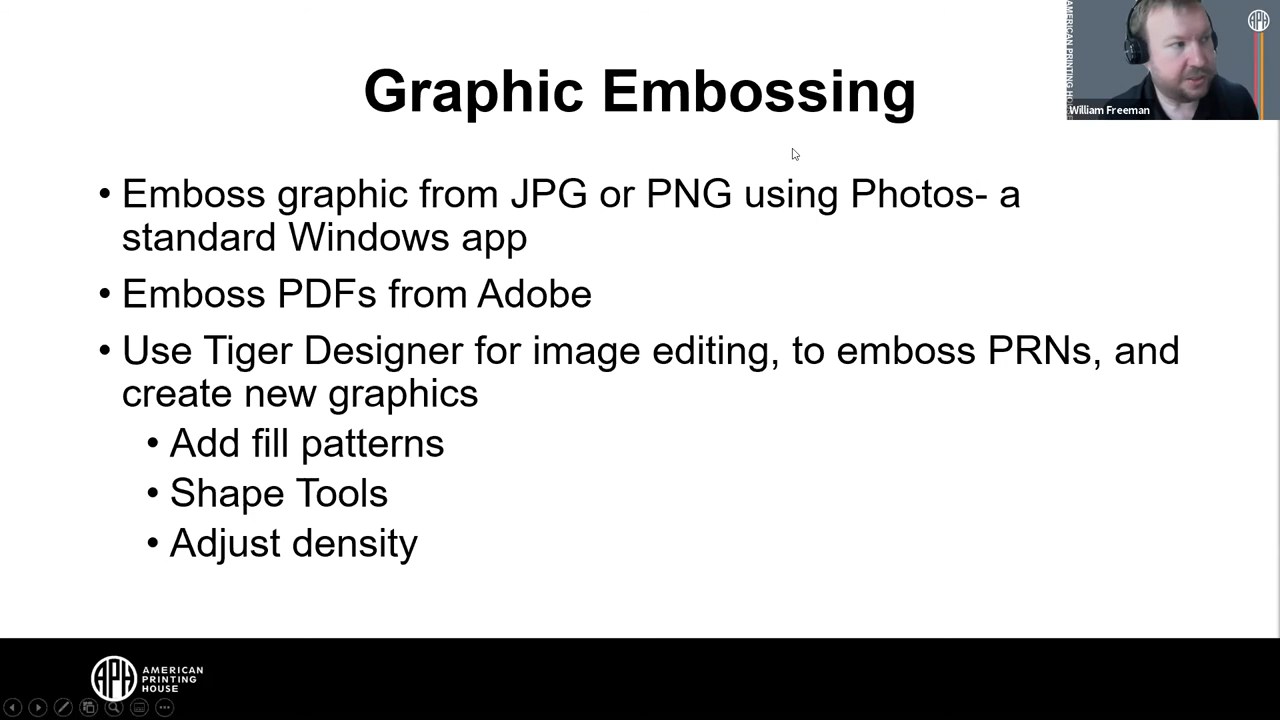 Graphic Embossing
• Emboss graphic from JPG or PNG using Photos- a
standard Windows app
• Emboss PDFs from Adobe
• Use Tiger Designer for image editing, to emboss PRNs, and
create new graphics
• Add fill patterns
• Shape Tools
• Adjust density
AMERICAN PRINTING
APH
William Freeman
APH
AMERICAN
PRINTING
HOUSE